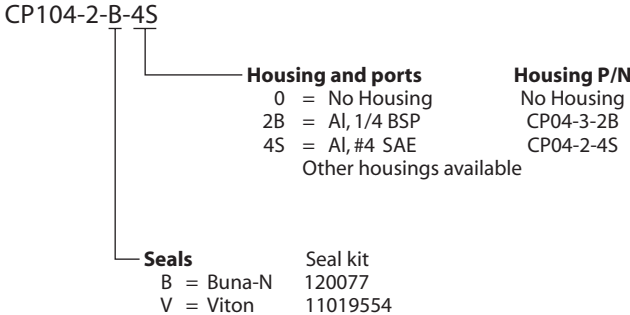 CP104-2-B-4S
Housing and ports Housing P/N
0 = No Housing No Housing
2B = Al, 1/4 BSP CP04-3-2B
4S = Al, #4 SAE CP04-2-4S
Other housings available
Seals Seal kit
B = Buna-N 120077
V = Viton 11019554